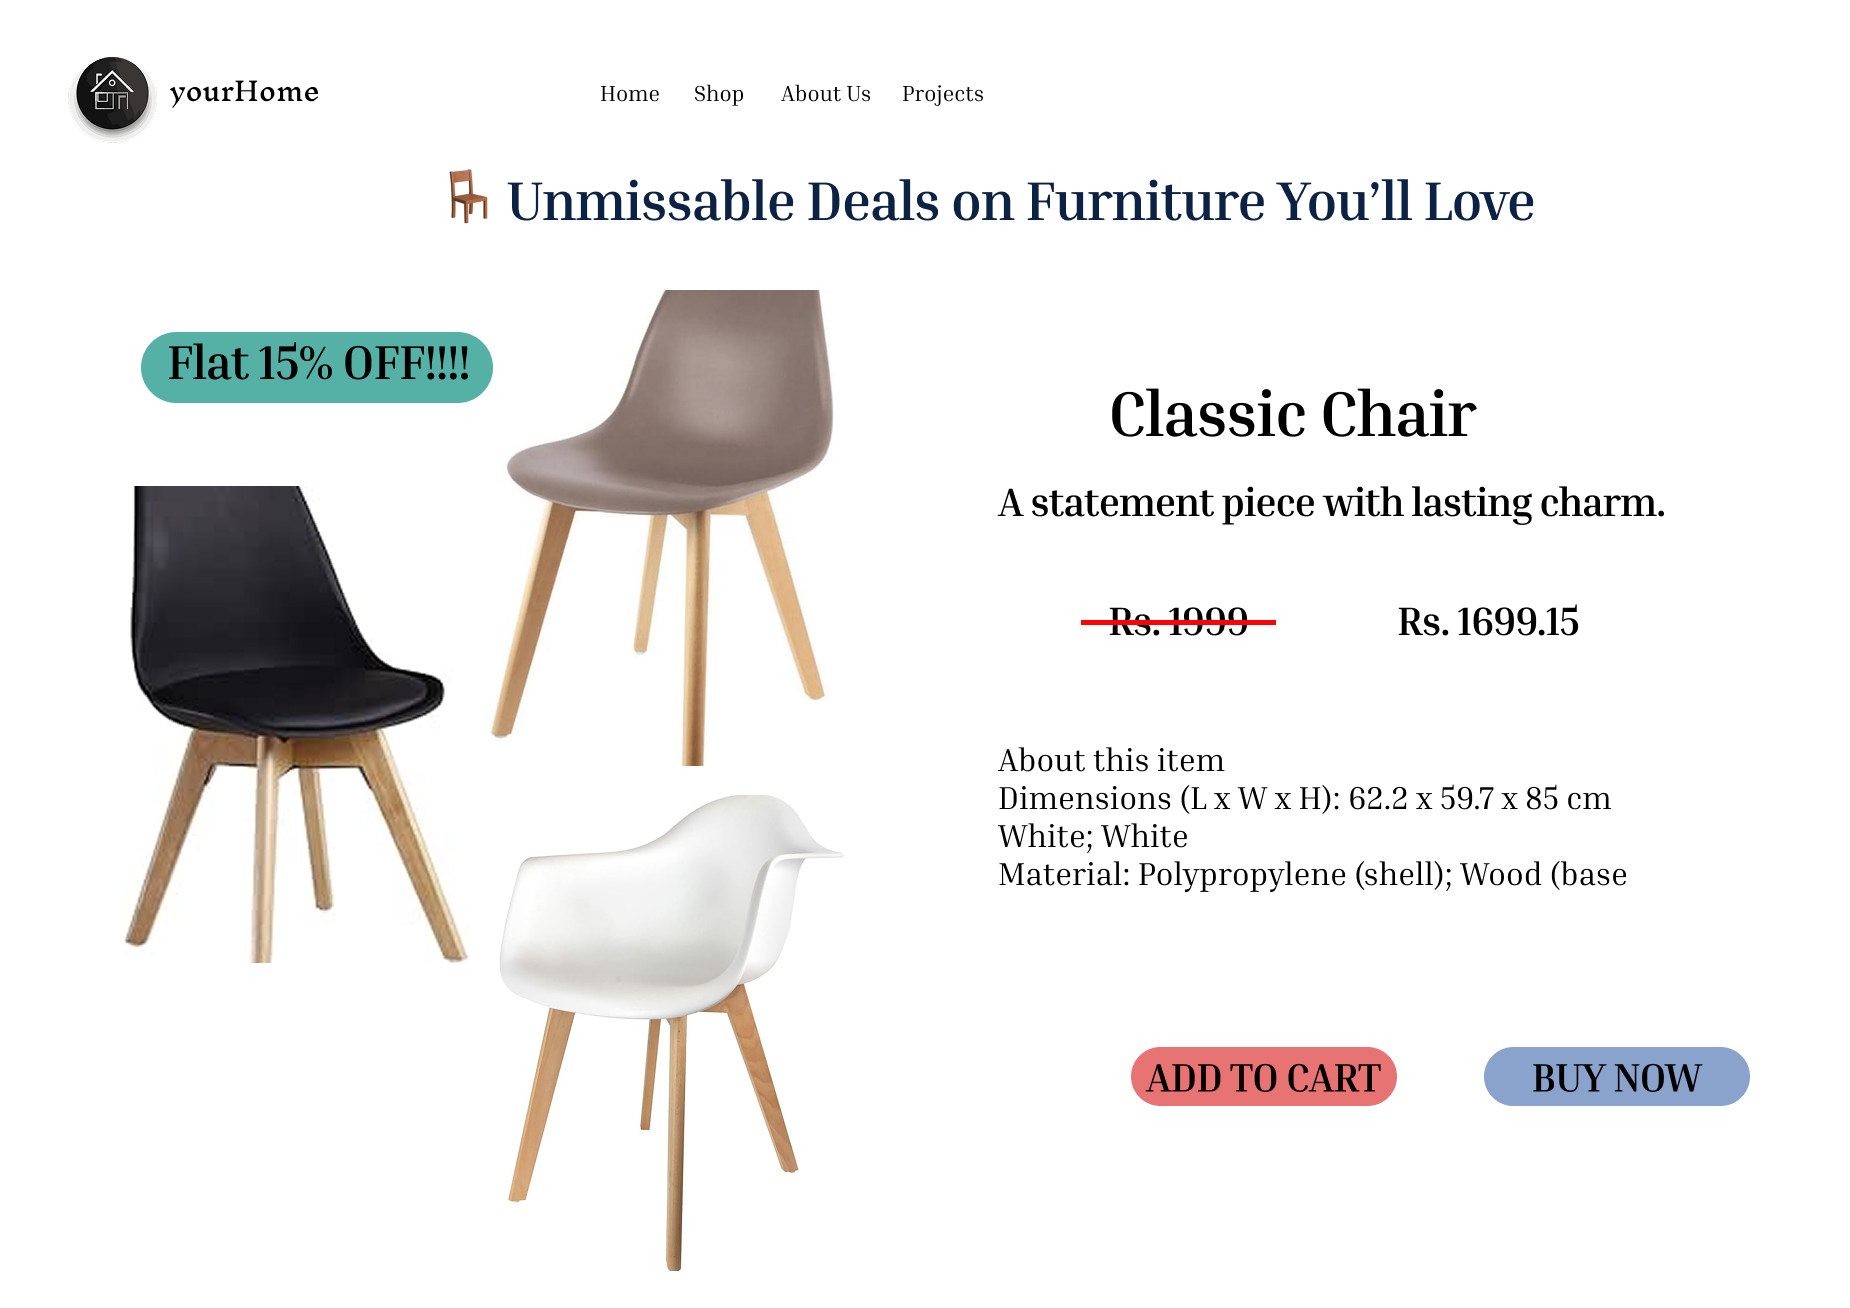 yourHome
Home Shop About Us Projects
Unmissable Deals on Furniture You’ll Love
Flat 15% OFF!!!!
Classic Chair
A statement piece with lasting charm.
Rs. 1999 Rs. 1699.15
About this item
Dimensions (L x W x H): 62.2 x 59.7 x 85 cm
White; White
Material: Polypropylene (shell); Wood (base
ADD TO CART BUY NOW